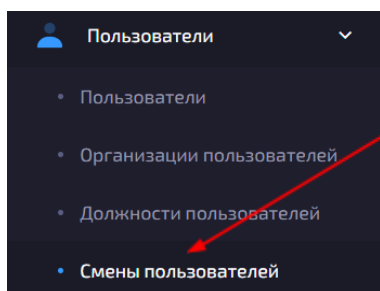 Пользователи
Пользователи
Организации пользователей
Должности пользователей
Смены пользователей